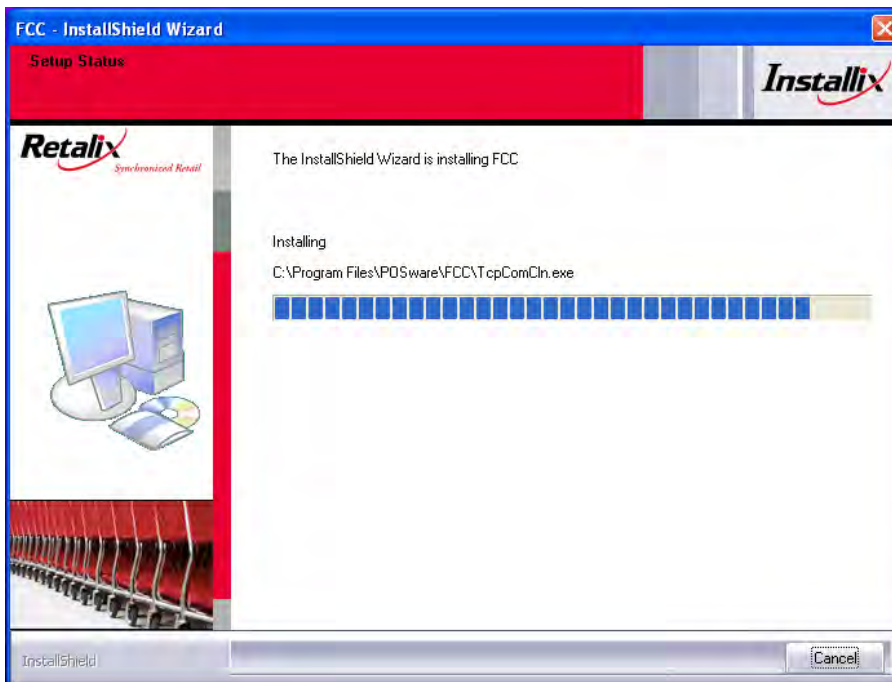 FCC - InstallShield Wizard
Setup Status
Installix
Retalix
Synchronized Retail
The InstallShield Wizard is installing FCC
Installing
C:\Program Files\POSware\FCC\TcpComCln.exe
InstallShield
Cancel